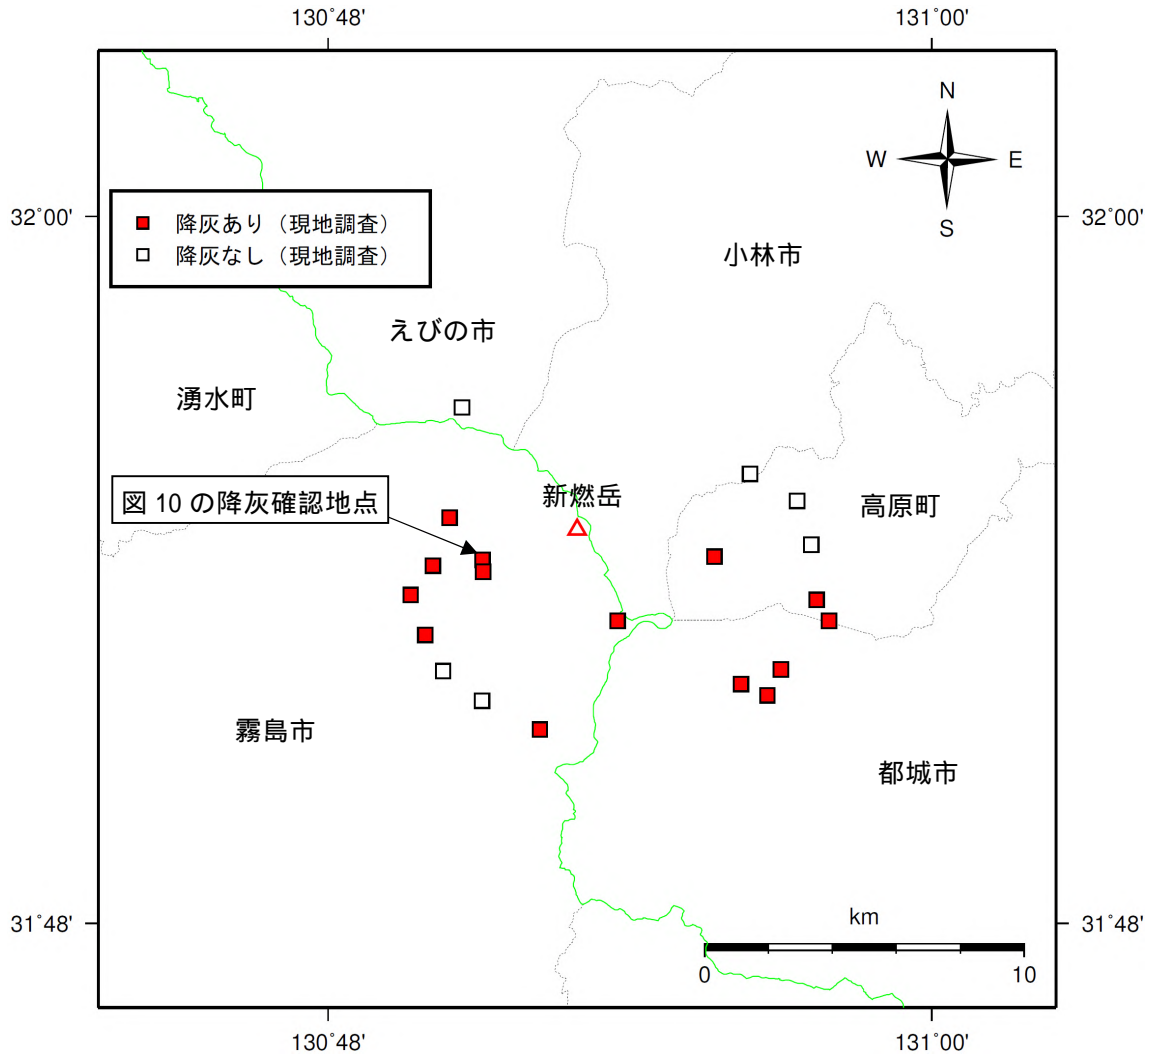 130˚48'
131˚00'
N
W
E
S
32˚00'
32˚00'
降灰あり（現地調査）
降灰なし（現地調査）
小林市
えびの市
湧水町
図 10 の降灰確認地点
新燃岳
高原町
霧島市
都城市
km
0
10
31˚48'
31˚48'
130˚48'
131˚00'